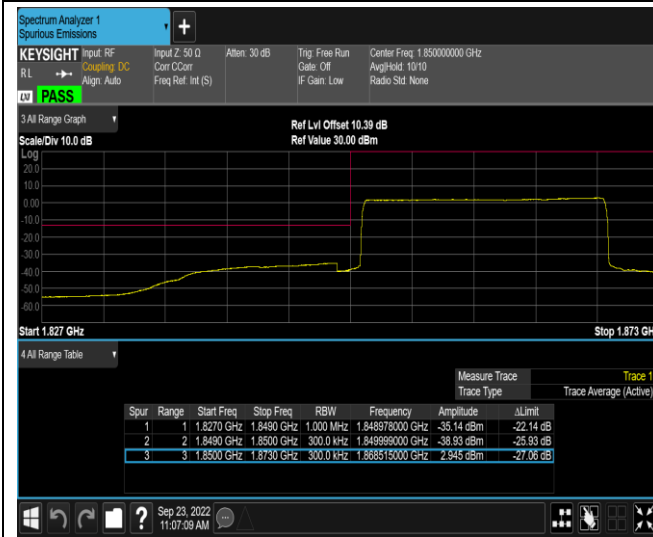 Spectrum Analyzer 1
Spurious Emissions
+
KEYSIGHT Input: RF Input Z: 50 Ω Atten: 30 dB Trig: Free Run Center Freq: 1.850000000 GHz
RL Coupling: DC Corr CCorr Gate: Off Avg|Hold: 10/10
Align: Auto Freq Ref: Int (S) IF Gain: Low Radio Std: None
LXI PASS
3 All Range Graph
Ref Lvl Offset 10.39 dB
Scale/Div 10.0 dB Ref Value 30.00 dBm
Log
20.0
10.0
0.00
-10.0
-20.0
-30.0
-40.0
-50.0
-60.0
Start 1.827 GHz Stop 1.873 GH
4 All Range Table
Measure Trace Trace 1
Trace Type Trace Average (Active)
Spur Range Start Freq Stop Freq RBW Frequency Amplitude ΔLimit
1 1 1.8270 GHz 1.8490 GHz 1.000 MHz 1.848978000 GHz -35.14 dBm -22.14 dB
2 2 1.8490 GHz 1.8500 GHz 300.0 kHz 1.849999000 GHz -38.93 dBm -25.93 dB
3 3 1.8500 GHz 1.8730 GHz 300.0 kHz 1.868515000 GHz 2.945 dBm -27.06 dB
? Sep 23, 2022
11:07:09 AM